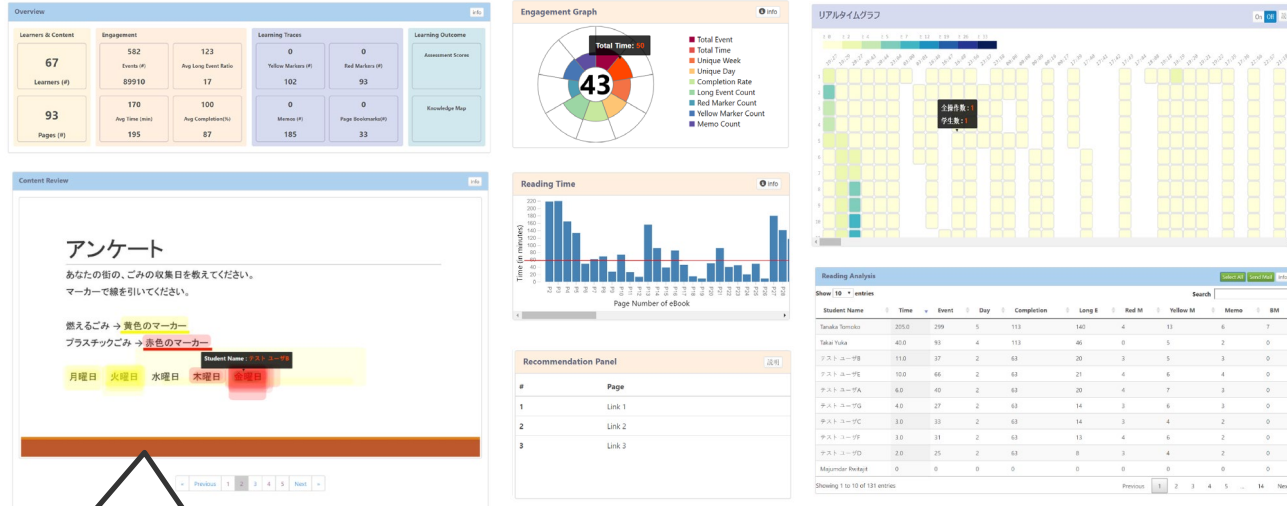 Overview
info
Learners & Content
Engagement
Learning Traces
Learning Outcome
67
Learners (#)
582
Events (#)
89910
123
Avg Long Event Ratio
17
0
Yellow Markers (#)
102
0
Red Markers (#)
93
Assessment Scores
93
Pages (#)
170
Avg Time (min)
195
100
Avg Completion(%)
87
0
Memos (#)
185
0
Page Bookmarks(#)
33
Knowledge Map
Content Review
info
アンケート
あなたの街の、ごみの収集日を教えてください。
マーカーで線を引いてください。
燃えるごみ → 黄色のマーカー
プラスチックごみ → 赤色のマーカー
Student Name : テスト ユーザB
月曜日 火曜日 水曜日 木曜日 金曜日
« Previous 1 2 3 4 5 Next »
Engagement Graph
info
Total Time: 50
43
Total Event
Total Time
Unique Week
Unique Day
Completion Rate
Long Event Count
Red Marker Count
Yellow Marker Count
Memo Count
Reading Time
info
Time (in minutes)
220
200
180
160
140
120
100
80
60
40
20
0
Page Number of eBook
Recommendation Panel
説明
# Page
1 Link 1
2 Link 2
3 Link 3
リアルタイムグラフ
On Off
全操作数 : 1
学生数 : 1
Reading Analysis
Select All Send Mail Info
Show 10 entries
Search
Student Name Time Event Day Completion Long E Red M Yellow M Memo BM
Tanaka Tomoko 205.0 299 5 113 140 4 13 6 7
Takai Yuka 40.0 93 4 113 46 0 5 2 0
テスト ユーザB 11.0 37 2 63 20 3 5 3 0
テスト ユーザE 10.0 66 2 63 21 4 6 4 0
テスト ユーザA 6.0 40 2 63 20 4 7 3 0
テスト ユーザG 4.0 27 2 63 14 3 6 3 0
テスト ユーザC 3.0 33 2 63 14 3 4 2 0
テスト ユーザF 3.0 31 2 63 13 4 6 2 0
テスト ユーザD 2.0 25 2 63 8 3 4 2 0
Majumdar Rwitajit 0 0 0 0 0 0 0 0 0
Showing 1 to 10 of 131 entries
Previous 1 2 3 4 5 … 14 Nex